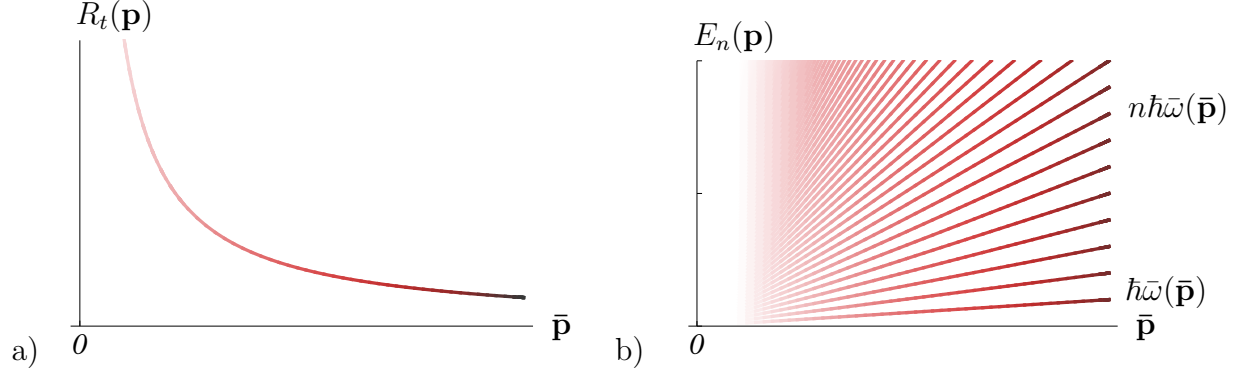 R_t(𝐩)
𝐩̄
0
a)
E_n(𝐩)
nħω̄(𝐩̄)
ħω̄(𝐩̄)
𝐩̄
0
b)